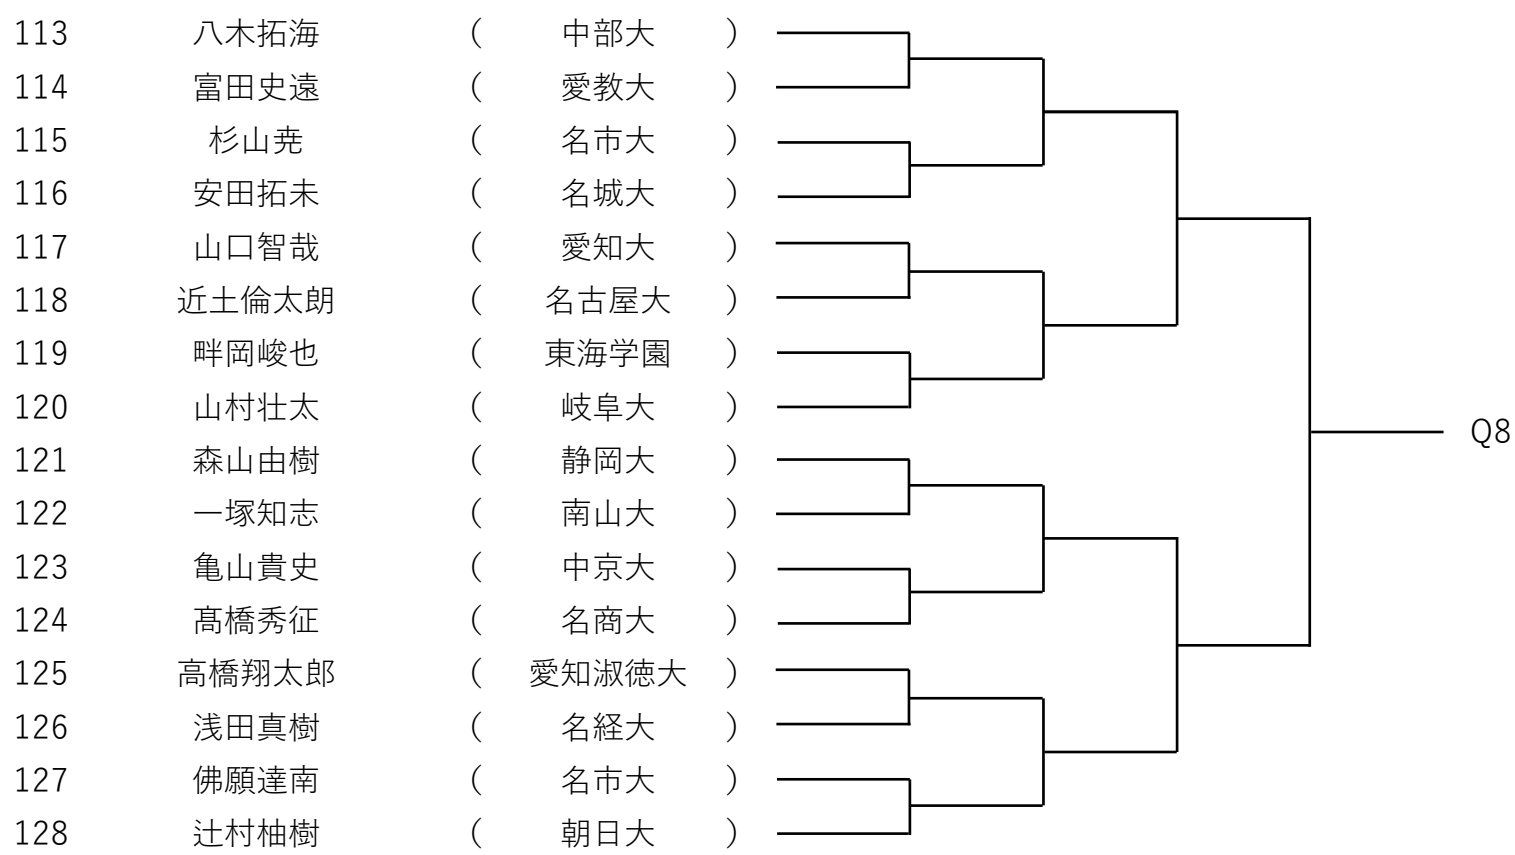 113 八木拓海 ( 中部大 )
114 富田史遠 ( 愛教大 )
115 杉山尭 ( 名市大 )
116 安田拓未 ( 名城大 )
117 山口智哉 ( 愛知大 )
118 近土倫太朗 ( 名古屋大 )
119 畔岡峻也 ( 東海学園 )
120 山村壮太 ( 岐阜大 )
Q8
121 森山由樹 ( 静岡大 )
122 一塚知志 ( 南山大 )
123 亀山貴史 ( 中京大 )
124 髙橋秀征 ( 名商大 )
125 高橋翔太郎 ( 愛知淑徳大 )
126 浅田真樹 ( 名経大 )
127 佛願達南 ( 名市大 )
128 辻村柚樹 ( 朝日大 )